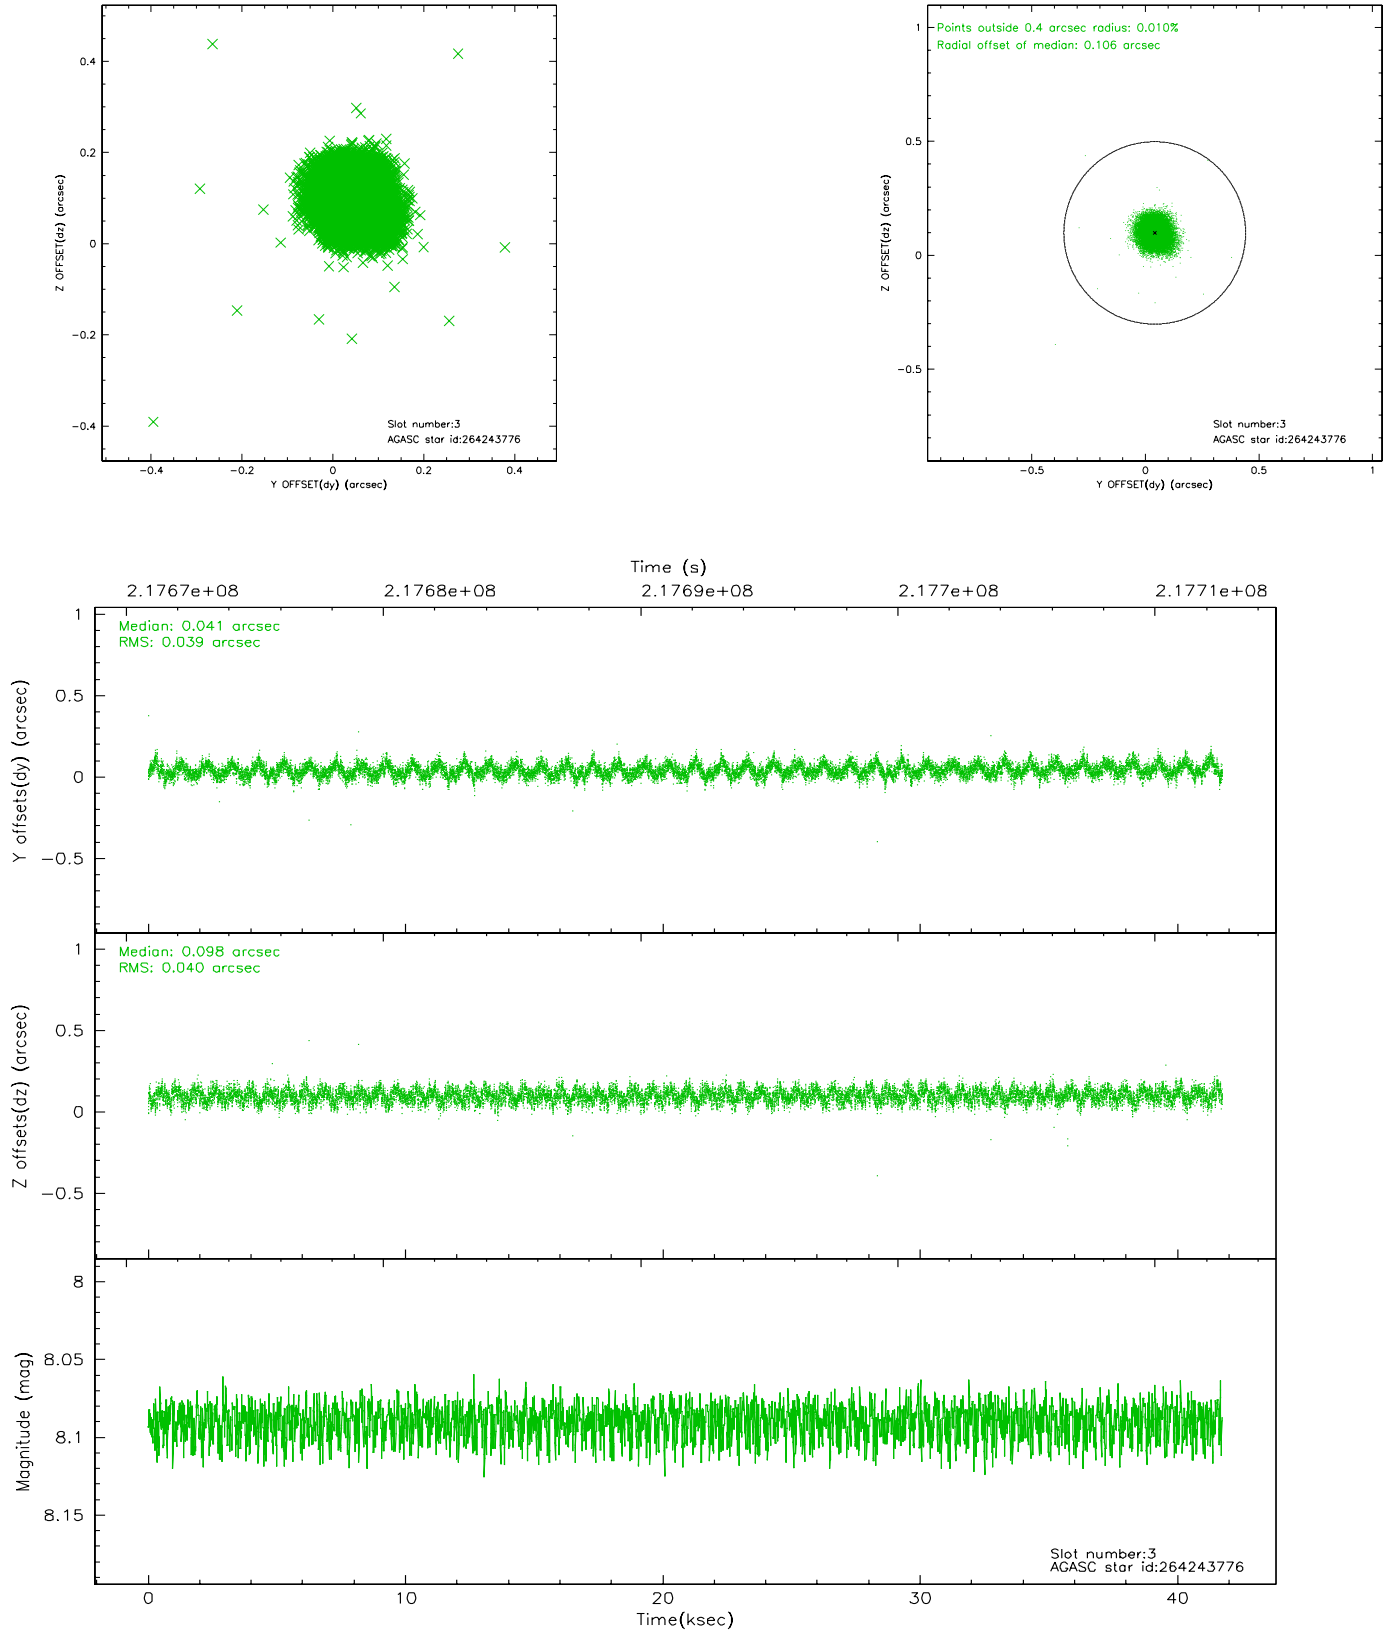 0.4
0.2
0
−0.2
−0.4
Z OFFSET(dz) (arcsec)
Slot number:3
AGASC star id:264243776
−0.4 −0.2 0 0.2 0.4
Y OFFSET(dy) (arcsec)
Points outside 0.4 arcsec radius: 0.010%
Radial offset of median: 0.106 arcsec
1
0.5
0
−0.5
Z OFFSET(dz) (arcsec)
Slot number:3
AGASC star id:264243776
−0.5 0 0.5 1
Y OFFSET(dy) (arcsec)
Time (s)
2.1767e+08 2.1768e+08 2.1769e+08 2.177e+08 2.1771e+08
Median: 0.041 arcsec
RMS: 0.039 arcsec
1
0.5
0
−0.5
Y offsets(dy) (arcsec)
Median: 0.098 arcsec
RMS: 0.040 arcsec
1
0.5
0
−0.5
Z offsets(dz) (arcsec)
8
8.05
8.1
8.15
Magnitude (mag)
Slot number:3
AGASC star id:264243776
0 10 20 30 40
Time(ksec)